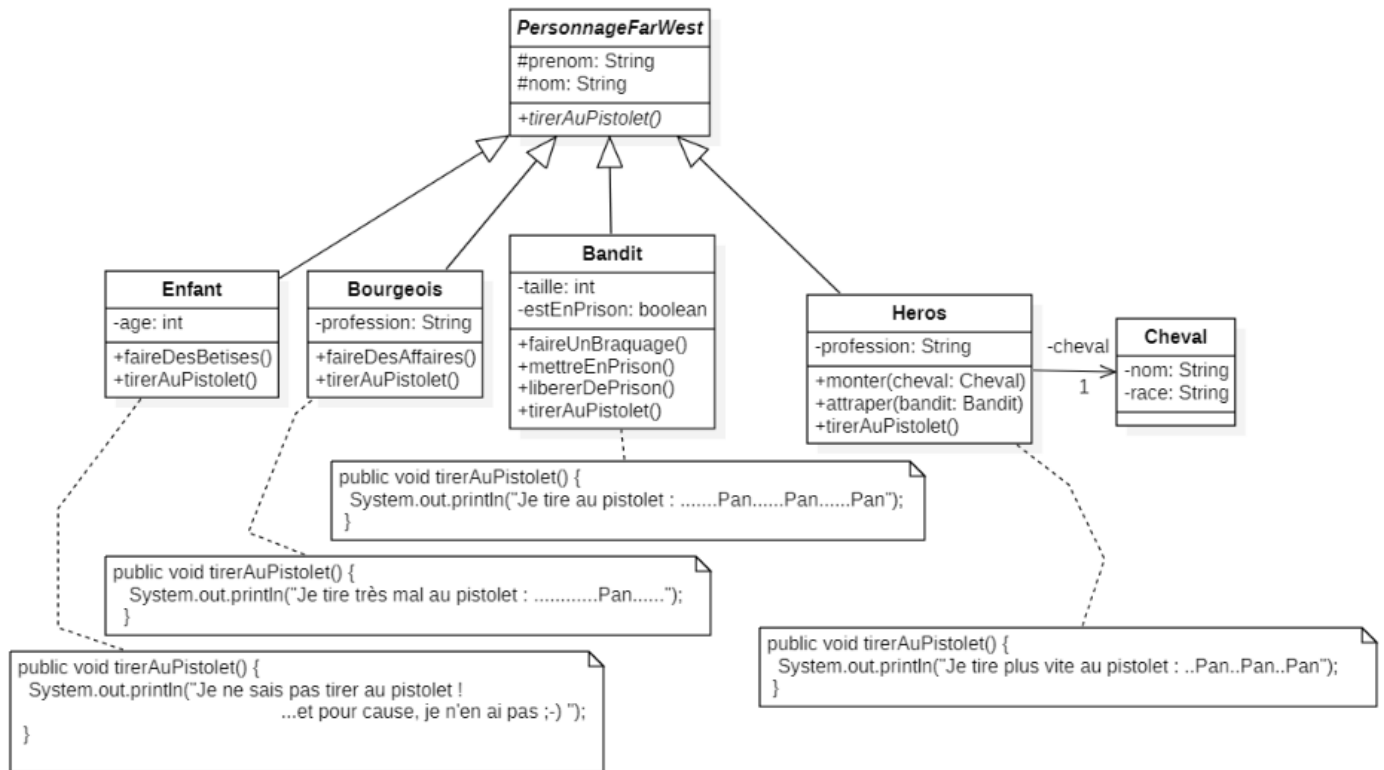 PersonnageFarWest
#prenom: String
#nom: String
+tirerAuPistolet()
Enfant
-age: int
+faireDesBetises()
+tirerAuPistolet()
Bourgeois
-profession: String
+faireDesAffaires()
+tirerAuPistolet()
Bandit
-taille: int
-estEnPrison: boolean
+faireUnBraquage()
+mettreEnPrison()
+libererDePrison()
+tirerAuPistolet()
Heros
-profession: String
+monter(cheval: Cheval)
+attraper(bandit: Bandit)
+tirerAuPistolet()
-cheval
1
Cheval
-nom: String
-race: String
public void tirerAuPistolet() {
System.out.println("Je tire au pistolet : .......Pan......Pan......Pan");
}
public void tirerAuPistolet() {
System.out.println("Je tire très mal au pistolet : ............Pan......");
}
public void tirerAuPistolet() {
System.out.println("Je ne sais pas tirer au pistolet !
...et pour cause, je n'en ai pas ;-) ");
}
public void tirerAuPistolet() {
System.out.println("Je tire plus vite au pistolet : ..Pan..Pan..Pan");
}